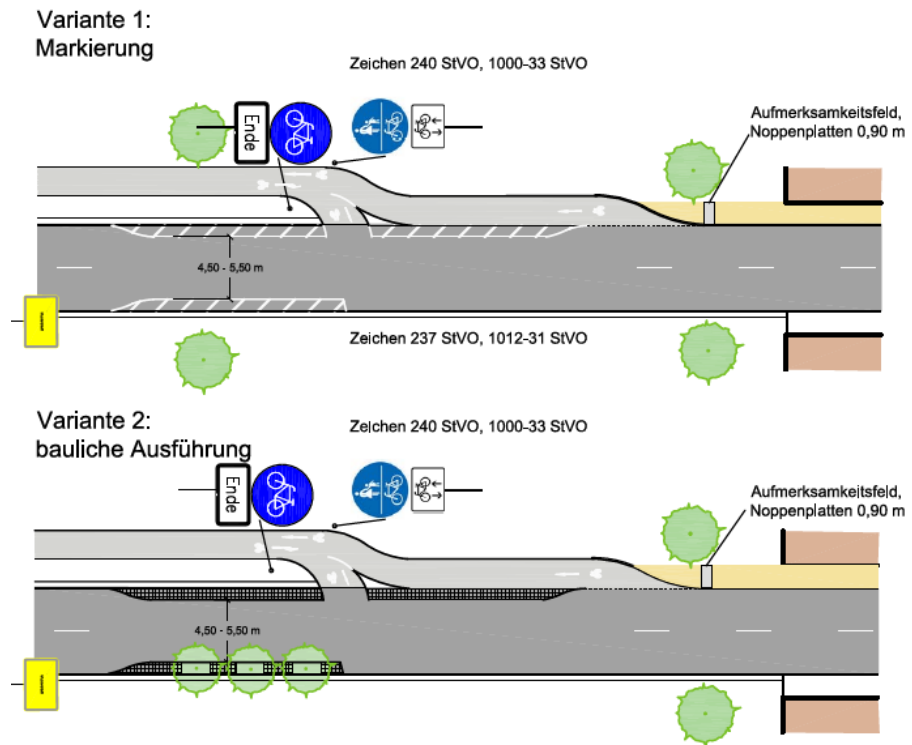 Variante 1:
Markierung
Zeichen 240 StVO, 1000-33 StVO
Ende
Aufmerksamkeitsfeld,
Noppenplatten 0,90 m
4,50 - 5,50 m
Zeichen 237 StVO, 1012-31 StVO
Variante 2:
bauliche Ausführung
Zeichen 240 StVO, 1000-33 StVO
Ende
Aufmerksamkeitsfeld,
Noppenplatten 0,90 m
4,50 - 5,50 m